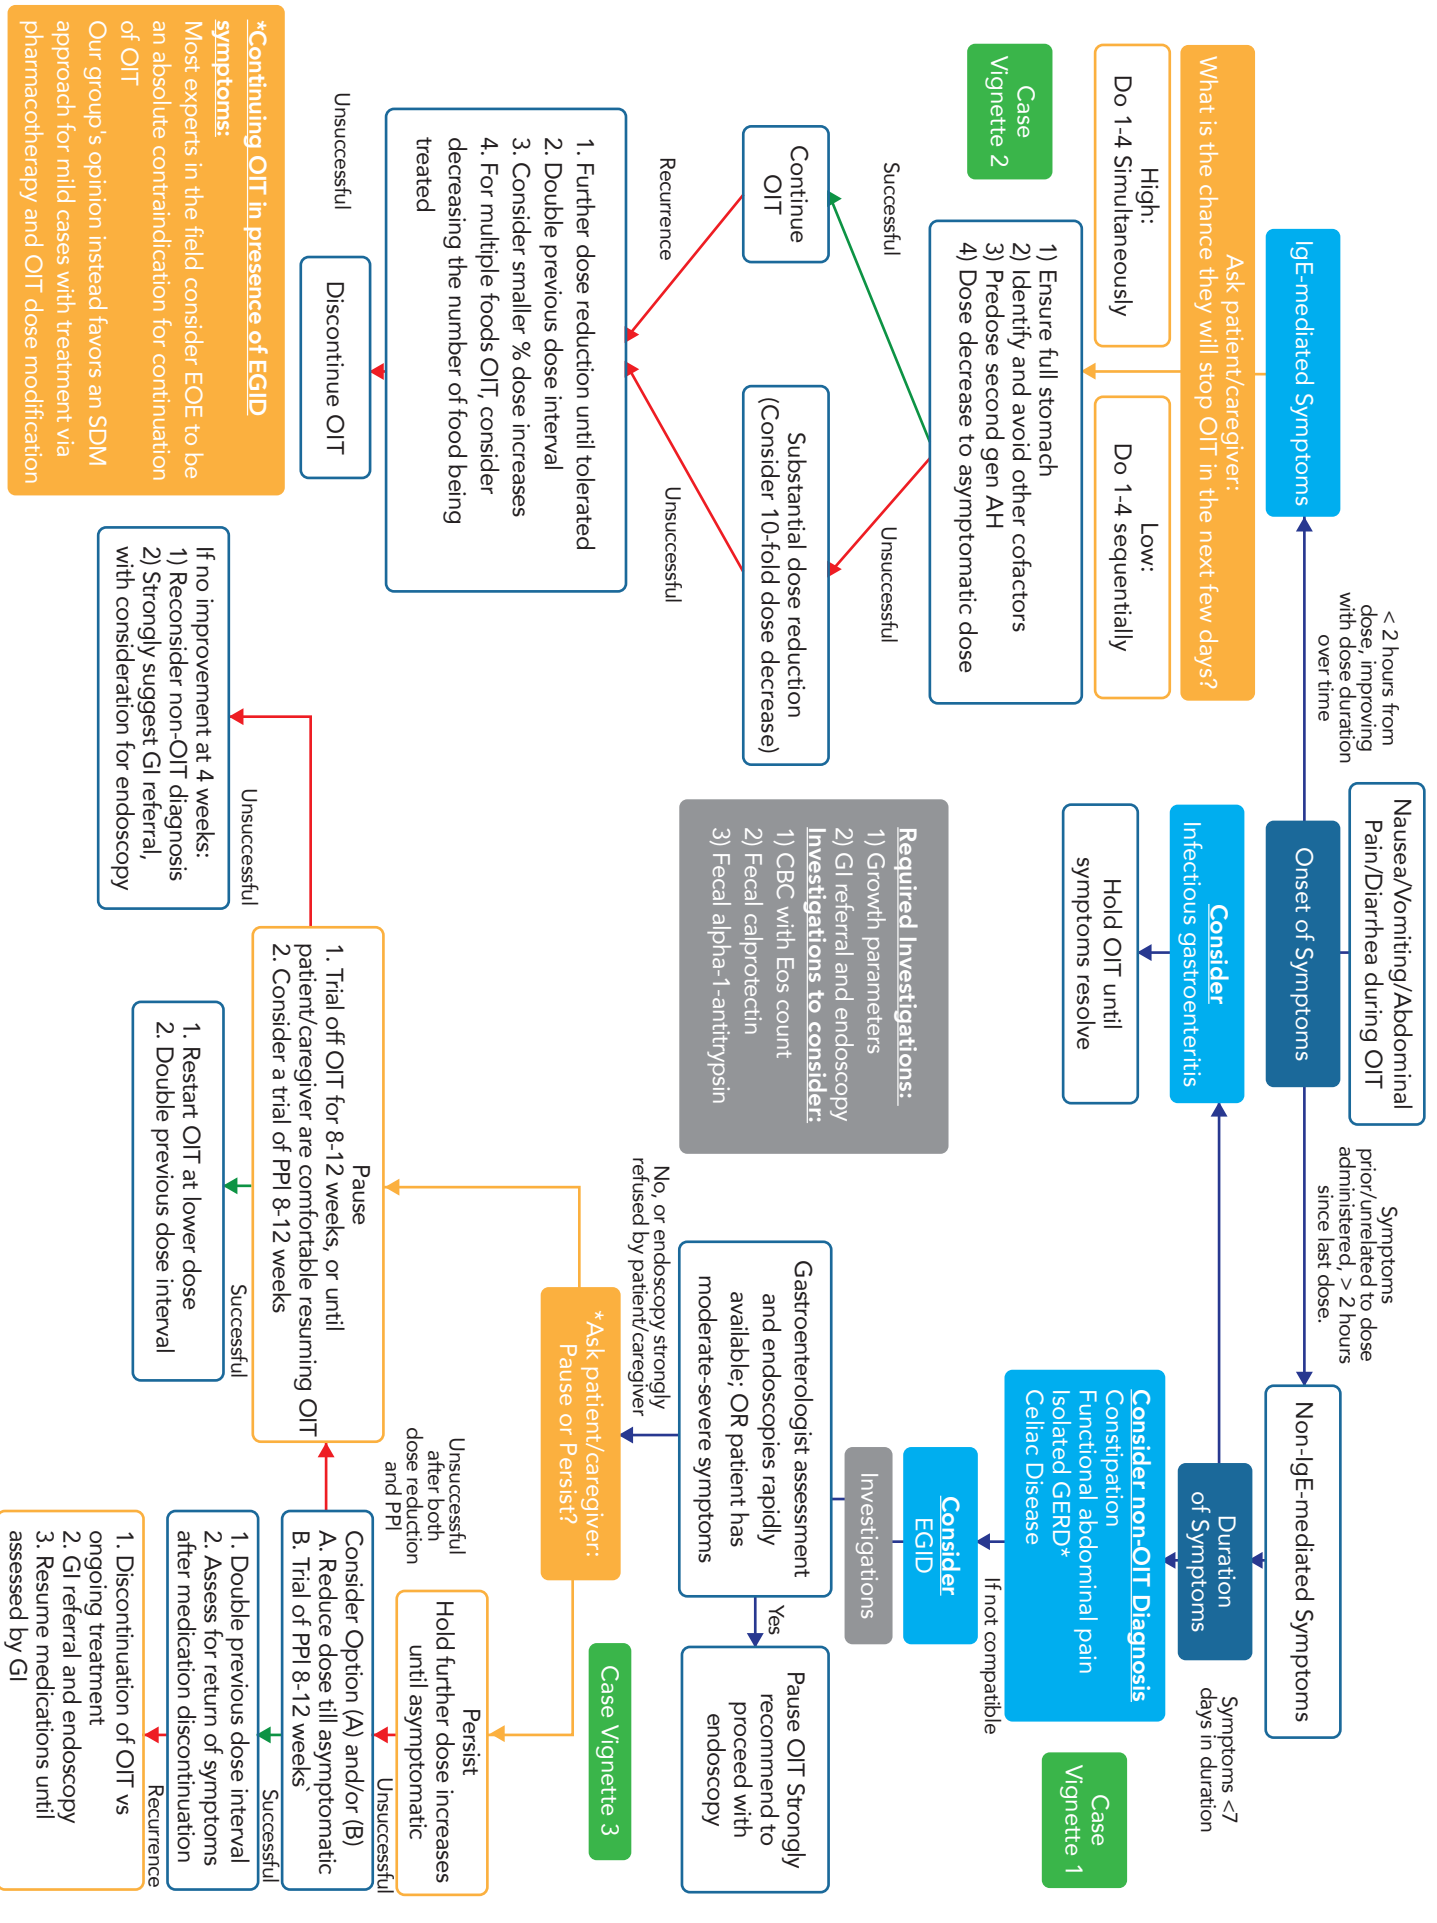 Nausea/Vomiting/Abdominal
Pain/Diarrhea during OIT
Onset of Symptoms
< 2 hours from
dose, improving
with dose duration
over time
Symptoms
prior/unrelated to dose
administered, > 2 hours
since last dose.
IgE-mediated Symptoms
Ask patient/caregiver:
What is the chance they will stop OIT in the next few days?
High:
Do 1-4 Simultaneously
Low:
Do 1-4 sequentially
Case
Vignette 2
1) Ensure full stomach
2) Identify and avoid other cofactors
3) Predose second gen AH
4) Dose decrease to asymptomatic dose
Successful
Unsuccessful
Continue
OIT
Substantial dose reduction
(Consider 10-fold dose decrease)
Recurrence
Unsuccessful
1. Further dose reduction until tolerated
2. Double previous dose interval
3. Consider smaller % dose increases
4. For multiple foods OIT, consider
decreasing the number of food being
treated
Unsuccessful
Discontinue OIT
*Continuing OIT in presence of EGID
symptoms:
Most experts in the field consider EOE to be
an absolute contraindication for continuation
of OIT
Our group's opinion instead favors an SDM
approach for mild cases with treatment via
pharmacotherapy and OIT dose modification
Consider
Infectious gastroenteritis
Hold OIT until
symptoms resolve
Required Investigations:
1) Growth parameters
2) GI referral and endoscopy
Investigations to consider:
1) CBC with Eos count
2) Fecal calprotectin
3) Fecal alpha-1-antitrypsin
Non-IgE-mediated Symptoms
Duration
of Symptoms
Symptoms <7
days in duration
Consider non-OIT Diagnosis
Constipation
Functional abdominal pain
Isolated GERD*
Celiac Disease
Case
Vignette 1
If not compatible
Consider
EGID
Investigations
Gastroenterologist assessment
and endoscopies rapidly
available; OR patient has
moderate-severe symptoms
Yes
Pause OIT Strongly
recommend to
proceed with
endoscopy
No, or endoscopy strongly
refused by patient/caregiver
*Ask patient/caregiver:
Pause or Persist?
Case Vignette 3
Pause
1. Trial off OIT for 8-12 weeks, or until
patient/caregiver are comfortable resuming OIT
2. Consider a trial of PPI 8-12 weeks
Unsuccessful
If no improvement at 4 weeks:
1) Reconsider non-OIT diagnosis
2) Strongly suggest GI referral,
with consideration for endoscopy
Successful
1. Restart OIT at lower dose
2. Double previous dose interval
Persist
Hold further dose increases
until asymptomatic
Unsuccessful
Consider Option (A) and/or (B)
A. Reduce dose till asymptomatic
B. Trial of PPI 8-12 weeks`
Unsuccessful
after both
dose reduction
and PPI
Successful
1. Double previous dose interval
2. Assess for return of symptoms
after medication discontinuation
Recurrence
1. Discontinuation of OIT vs
ongoing treatment
2. GI referral and endoscopy
3. Resume medications until
assessed by GI